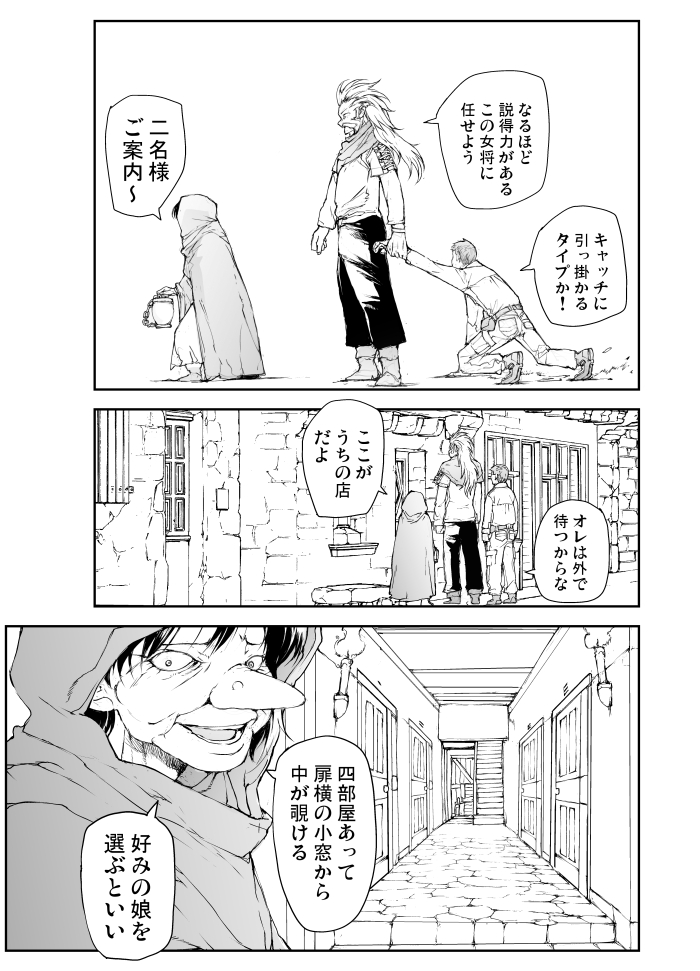 なるほど
説得力がある
この女将に
任せよう
キャッチに
引っ掛かる
タイプか！
二名様
ご案内〜
ここが
うちの店
だよ
オレは外で
待つからな
四部屋あって
扉横の小窓から
中が覗ける
好みの娘を
選ぶといい